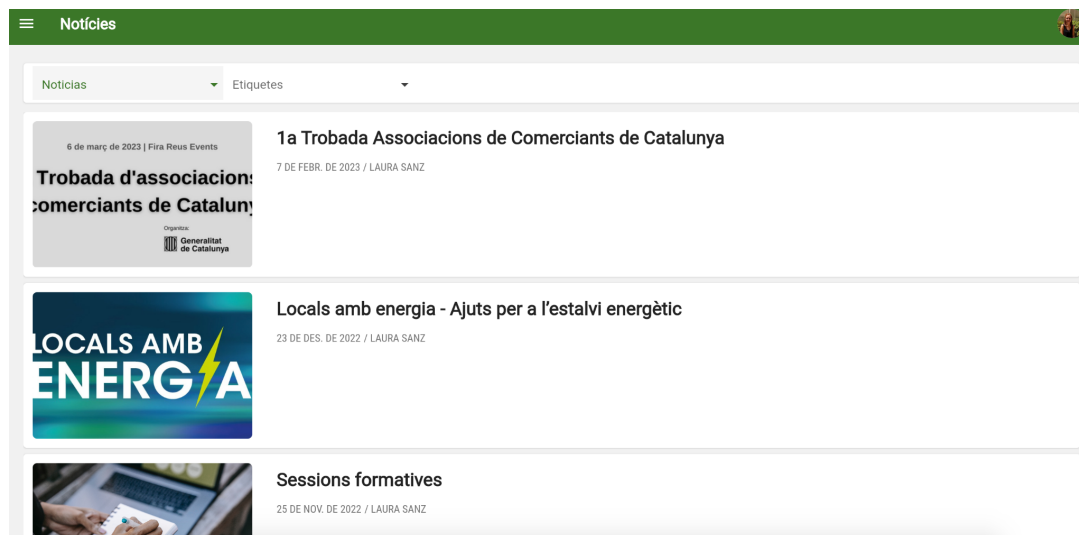 Notícies
Noticias
Etiquetes
6 de març de 2023 | Fira Reus Events
Trobada d'associacion
comerciants de Catalun
Organitza:
Generalitat
de Catalunya
1a Trobada Associacions de Comerciants de Catalunya
7 DE FEBR. DE 2023 / LAURA SANZ
LOCALS AMB
ENERGIA
Locals amb energia - Ajuts per a l’estalvi energètic
23 DE DES. DE 2022 / LAURA SANZ
Sessions formatives
25 DE NOV. DE 2022 / LAURA SANZ